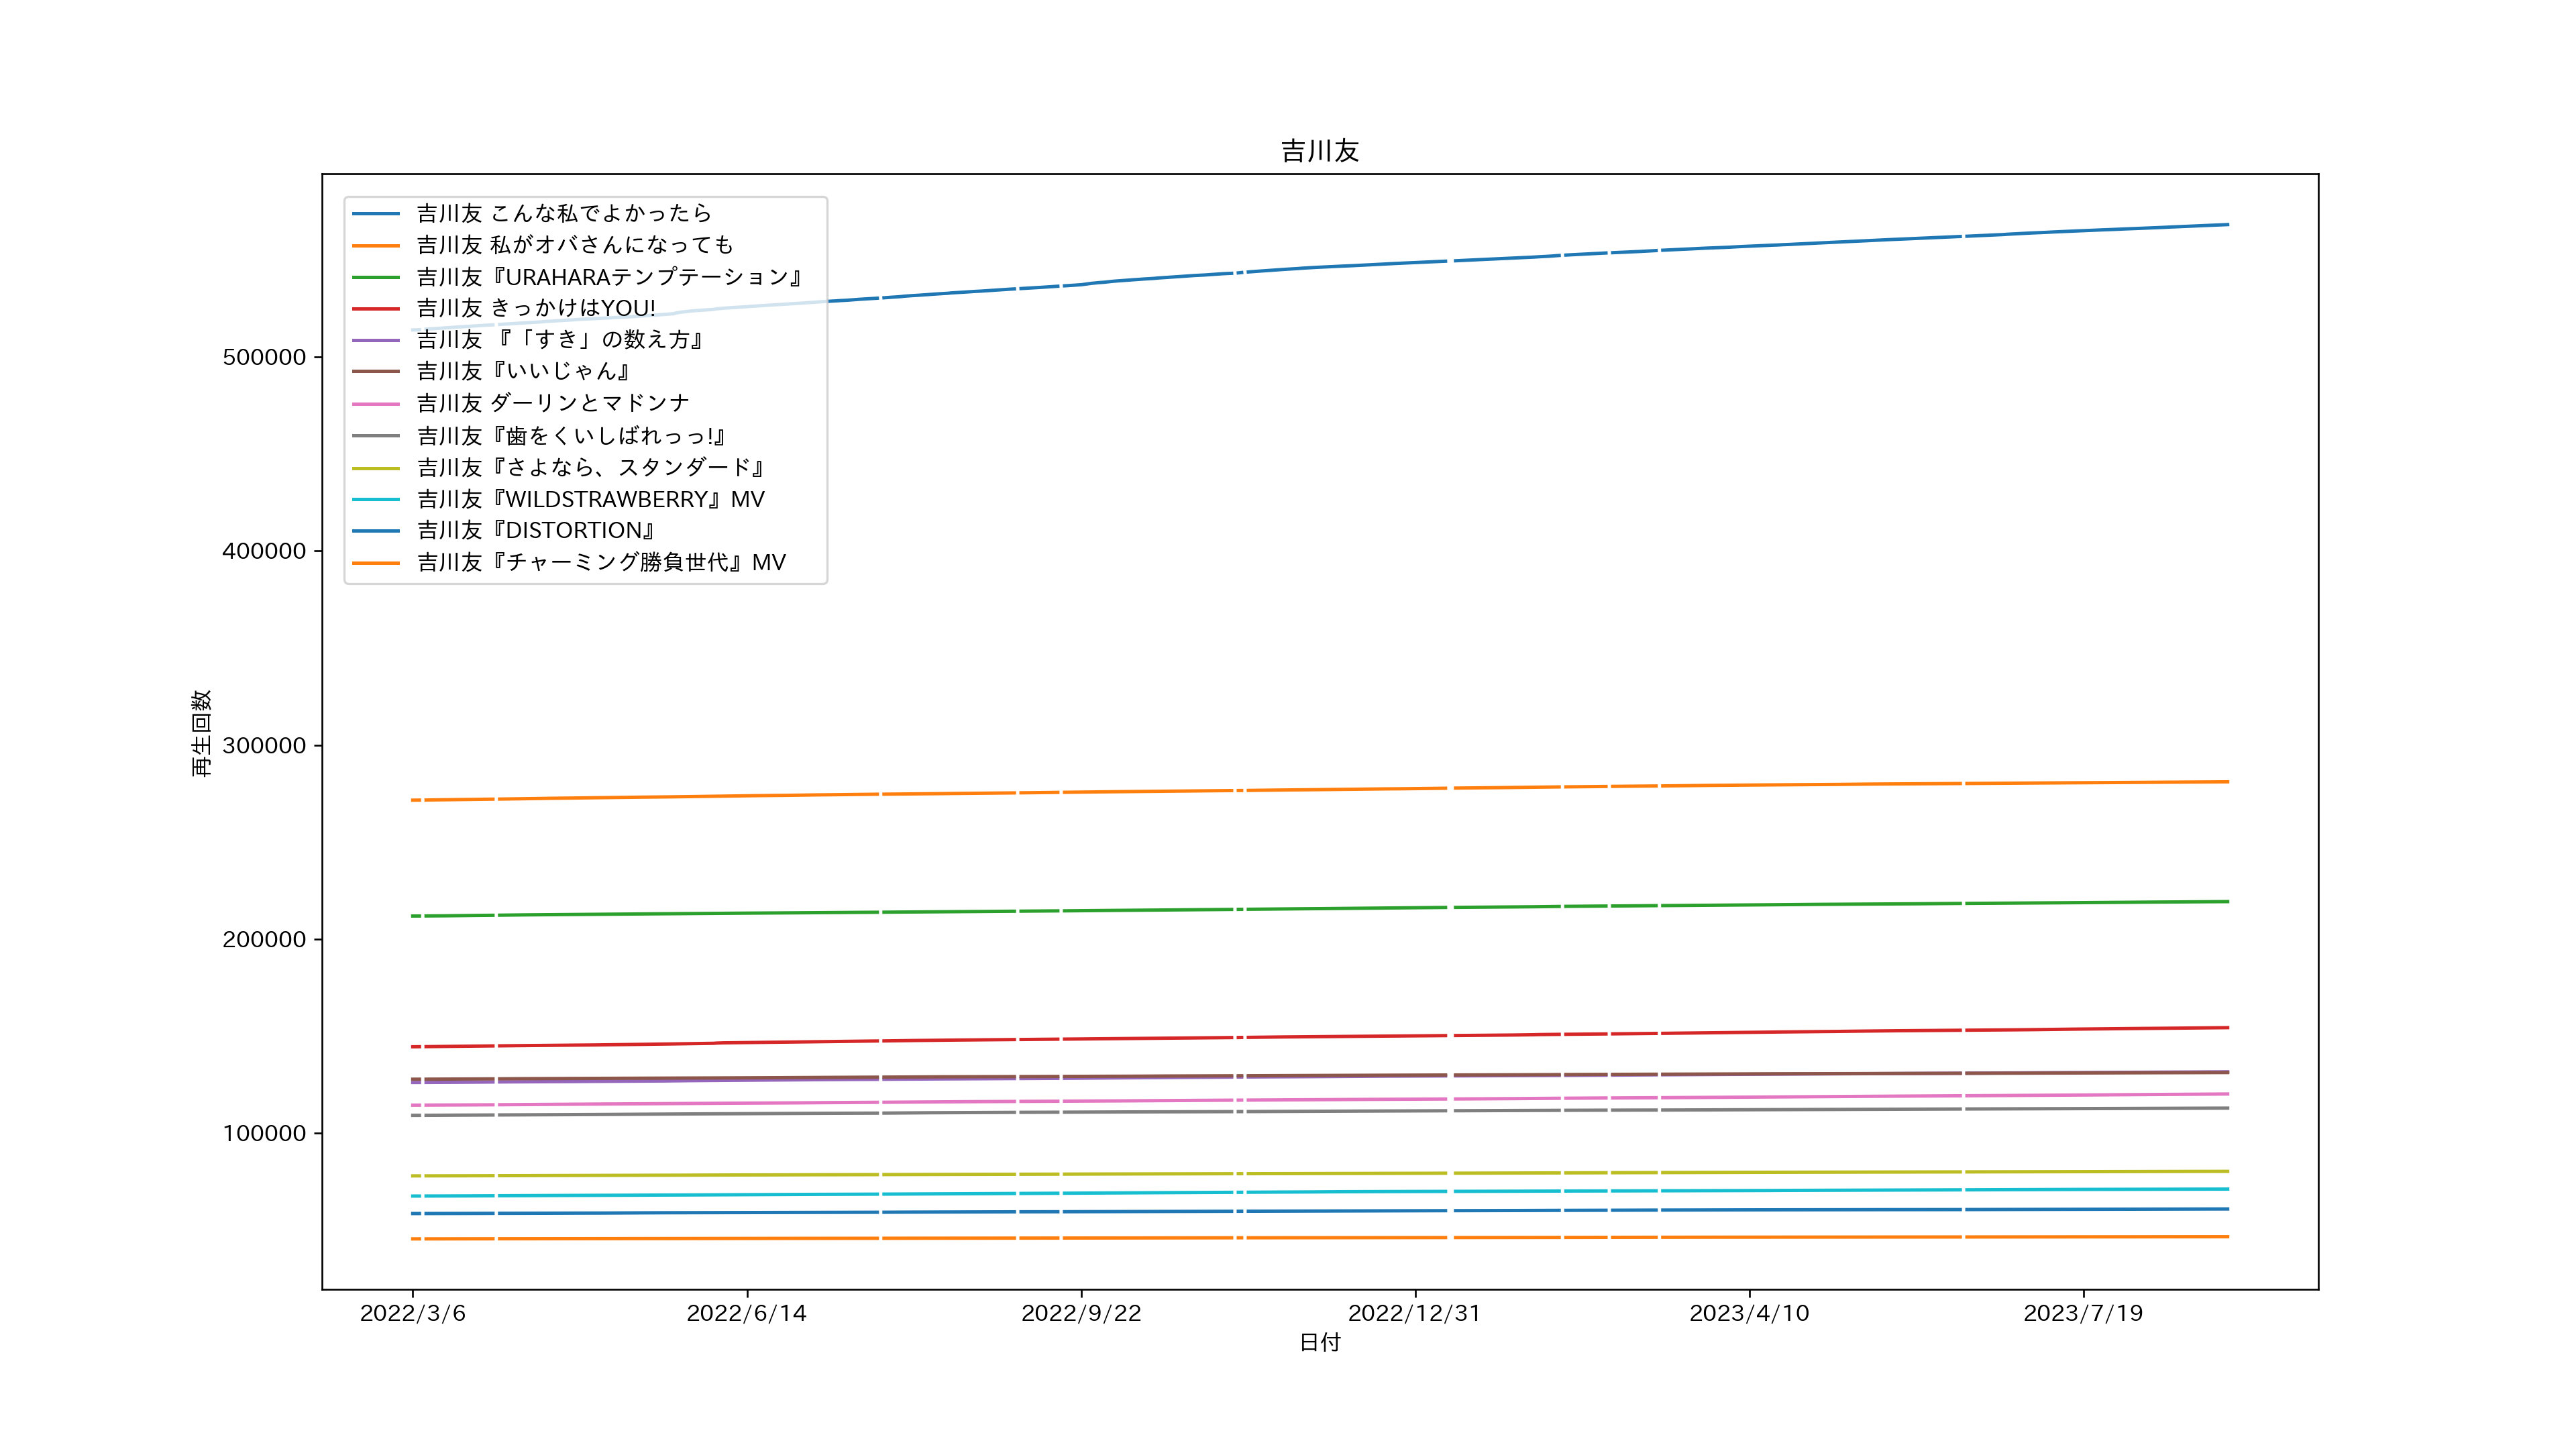 吉川友
吉川友 こんな私でよかったら
吉川友 私がオバさんになっても
吉川友『URAHARAテンプテーション』
吉川友 きっかけはYOU!
吉川友 『「すき」の数え方』
吉川友『いいじゃん』
吉川友 ダーリンとマドンナ
吉川友『歯をくいしばれっっ!』
吉川友『さよなら、スタンダード』
吉川友『WILDSTRAWBERRY』MV
吉川友『DISTORTION』
吉川友『チャーミング勝負世代』MV
再生回数
500000
400000
300000
200000
100000
2022/3/6
2022/6/14
2022/9/22
2022/12/31
2023/4/10
2023/7/19
日付